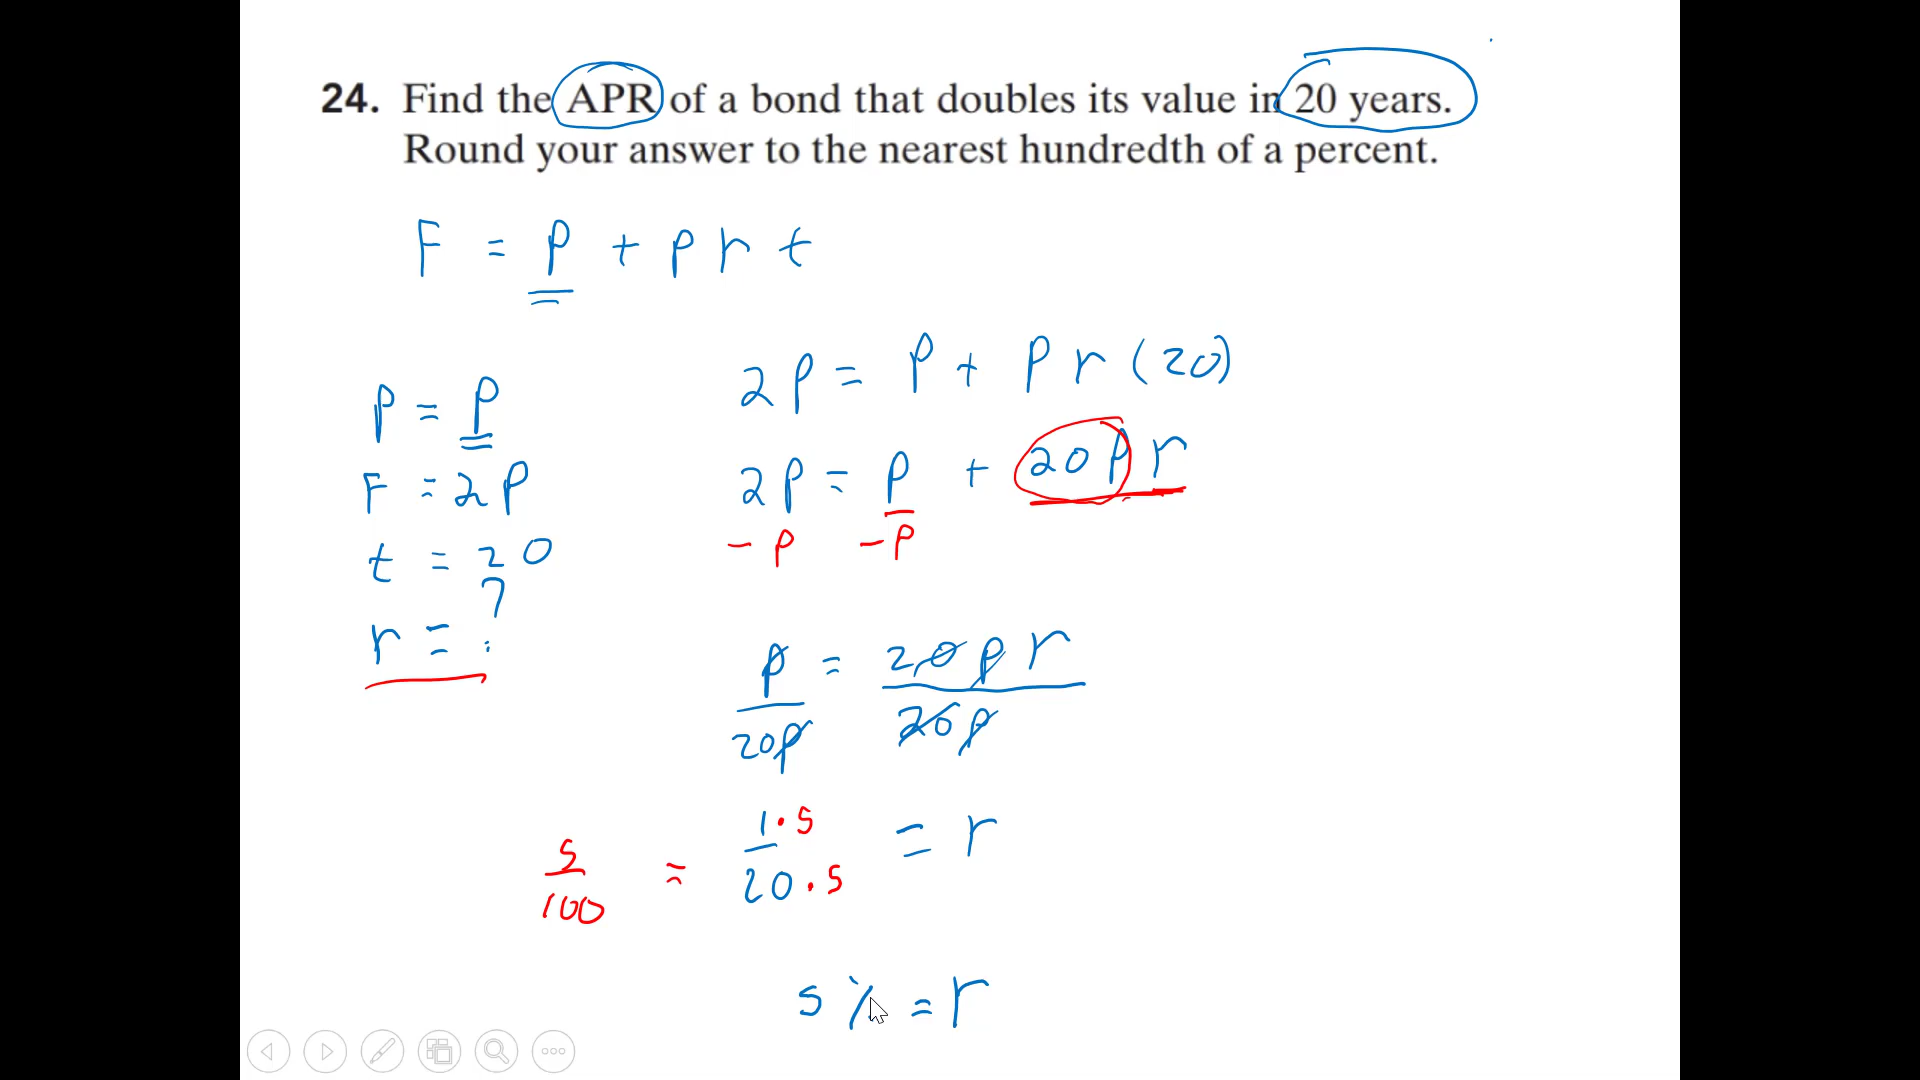 24. Find the APR of a bond that doubles its value in 20 years.
Round your answer to the nearest hundredth of a percent.
F = P + P r t
2P = P + P r (20)
P = P
2P = P + 20P r
F = 2P
- P - P
t = 20
r = ?
P = 20 P r
20P 20P
1 · 5 = r
5 = 20 · 5
100
5 % = r